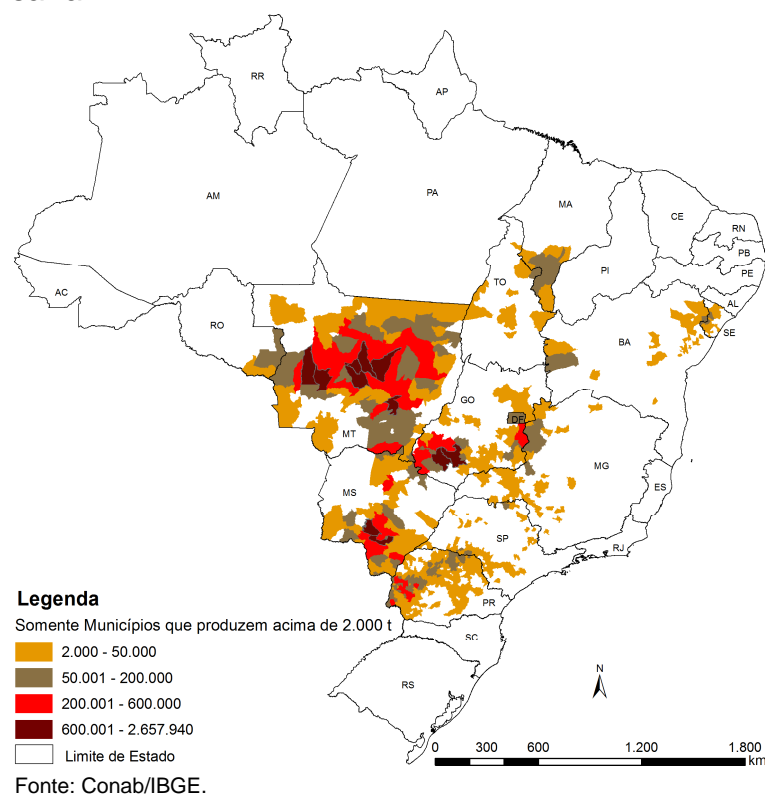 RR
AP
AM
PA
MA
CE
RN
PB
PE
PI
TO
AC
AL
SE
RO
BA
GO
DF
MT
MG
MS
ES
SP
RJ
PR
SC
RS
Legenda
Somente Municípios que produzem acima de 2.000 t
2.000 - 50.000
50.001 - 200.000
200.001 - 600.000
600.001 - 2.657.940
Limite de Estado
N
0 300 600 1.200 1.800
km
Fonte: Conab/IBGE.